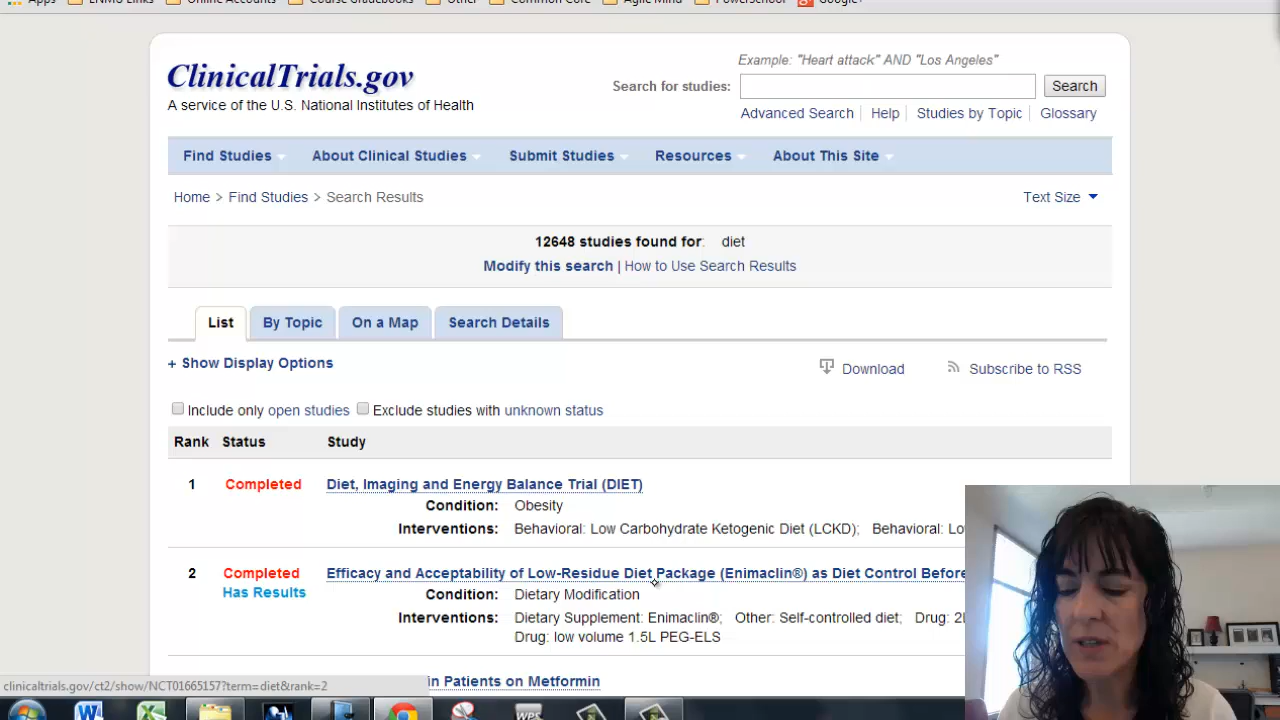 Apps ENMS Links Online Accounts Course Gradebooks Other Common Core Agile Mind PowerSchool Google+
ClinicalTrials.gov
A service of the U.S. National Institutes of Health
Example: "Heart attack" AND "Los Angeles"
Search for studies: Search
Advanced Search Help Studies by Topic Glossary
Find Studies About Clinical Studies Submit Studies Resources About This Site
Home > Find Studies > Search Results Text Size
12648 studies found for: diet
Modify this search | How to Use Search Results
List By Topic On a Map Search Details
+ Show Display Options Download Subscribe to RSS
Include only open studies Exclude studies with unknown status
Rank Status Study
1 Completed Diet, Imaging and Energy Balance Trial (DIET)
Condition: Obesity
Interventions: Behavioral: Low Carbohydrate Ketogenic Diet (LCKD); Behavioral: Lo
2 Completed Efficacy and Acceptability of Low-Residue Diet Package (Enimaclin®) as Diet Control Before
Has Results Condition: Dietary Modification
Interventions: Dietary Supplement: Enimaclin®; Other: Self-controlled diet; Drug: 2
Drug: low volume 1.5L PEG-ELS
in Patients on Metformin
clinicaltrials.gov/ct2/show/NCT01665157?term=diet&rank=2
WPS